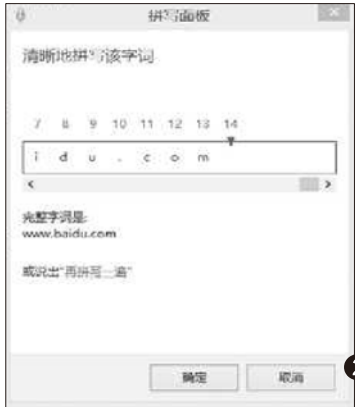 拼写面板
清晰地拼写该字词
7 8 9 10 11 12 13 14
i d u . c o m
完整字词是:
www.baidu.com
或说出“再拼写一遍”
确定 取消